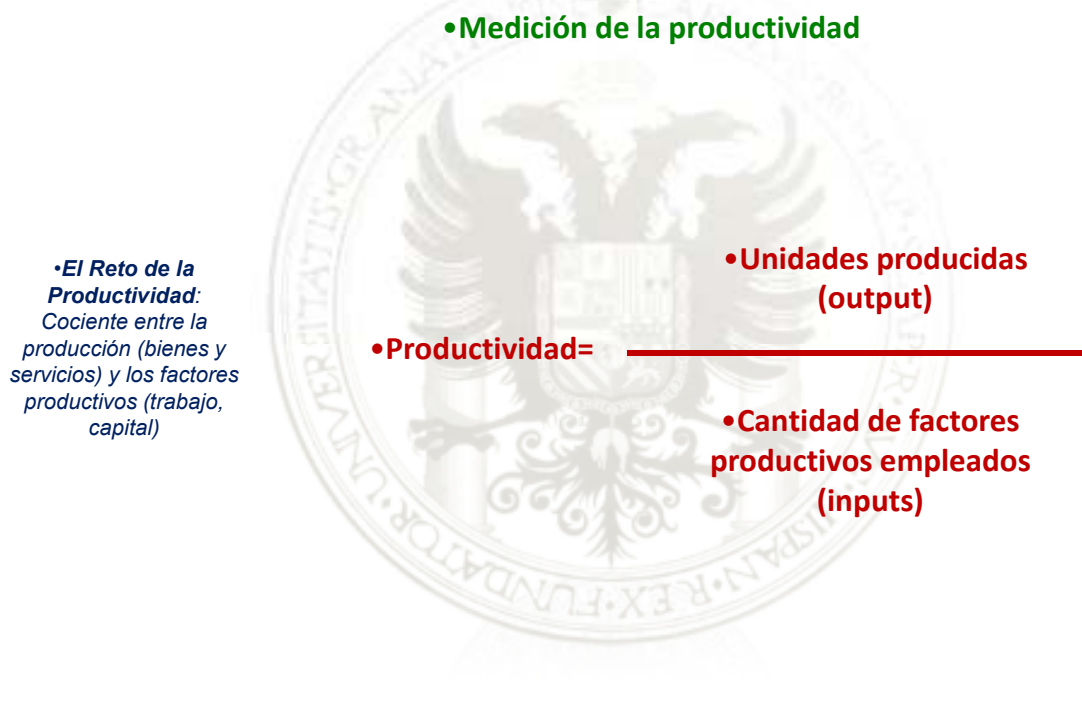 •Medición de la productividad
•El Reto de la
Productividad:
Cociente entre la
producción (bienes y
servicios) y los factores
productivos (trabajo,
capital)
•Productividad=
•Unidades producidas
(output)
•Cantidad de factores
productivos empleados
(inputs)